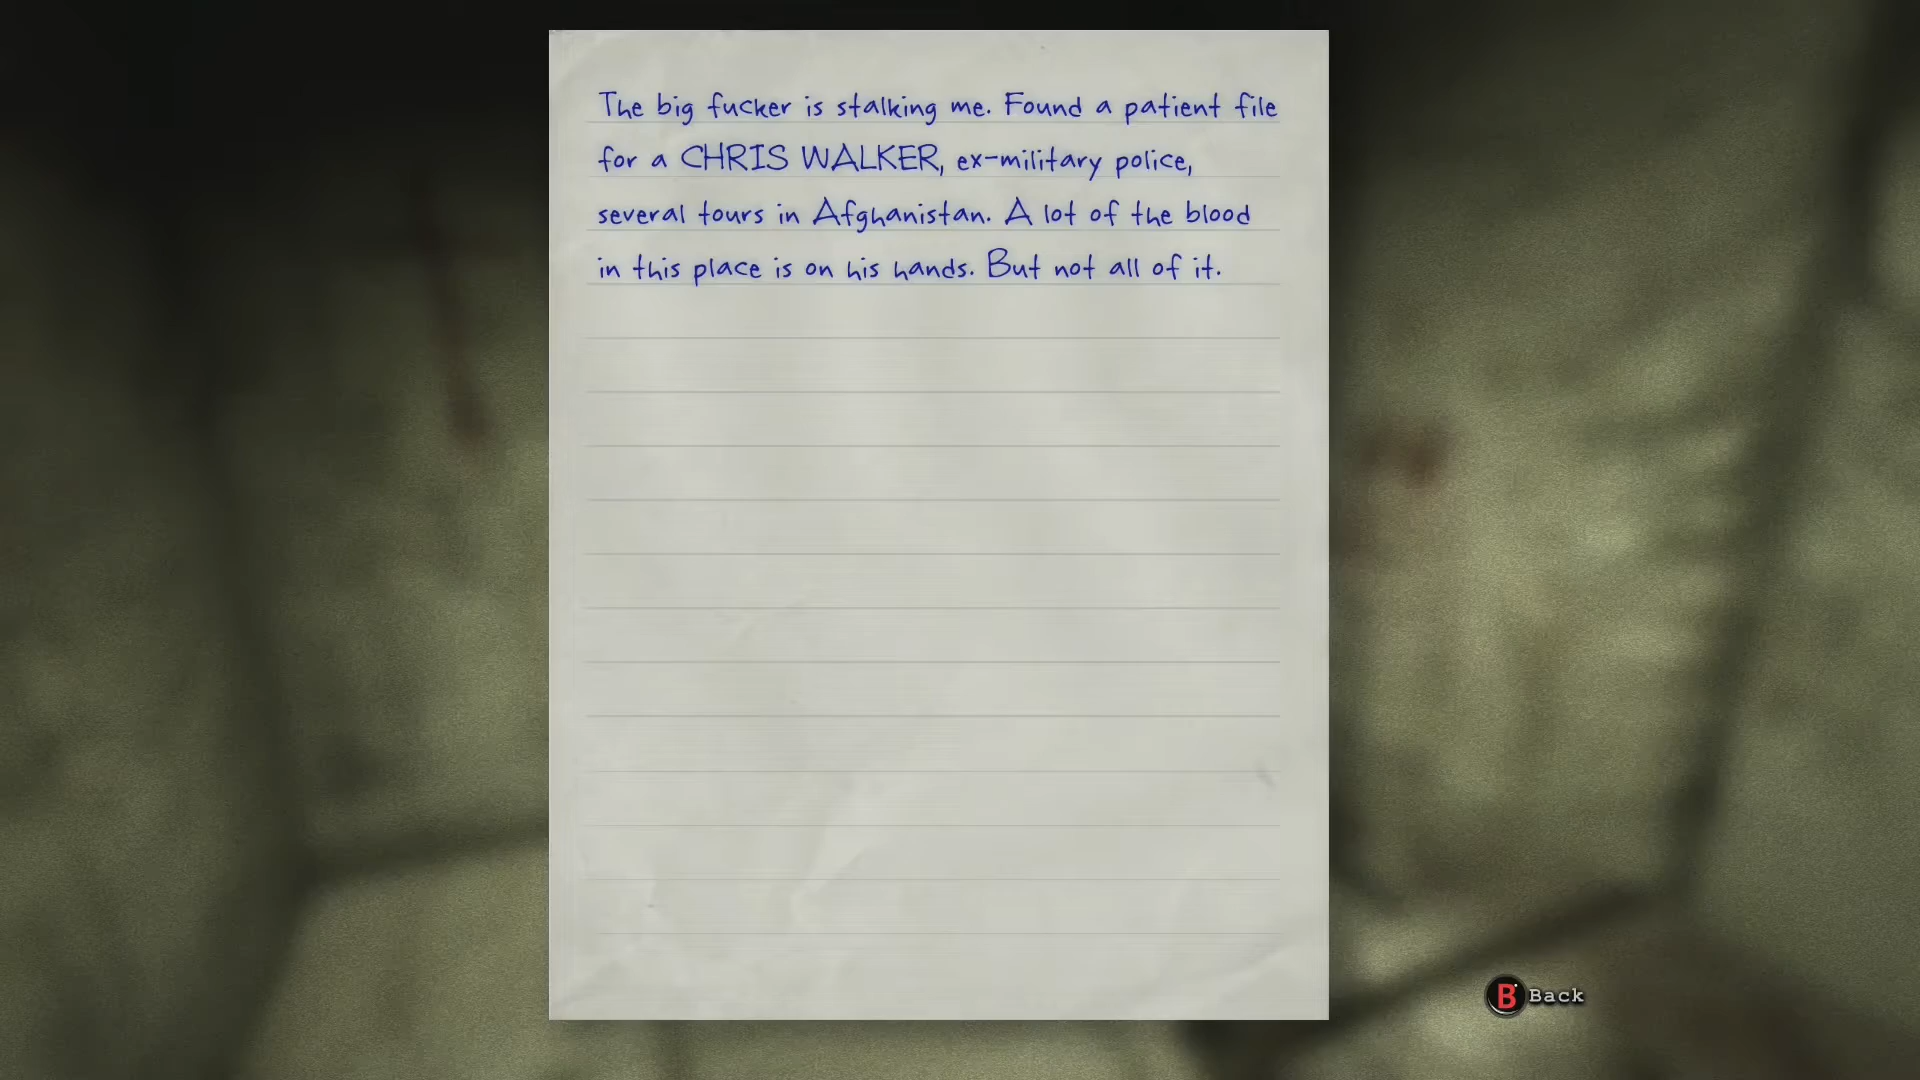 The big fucker is stalking me. Found a patient file
for a CHRIS WALKER, ex-military police,
several tours in Afghanistan. A lot of the blood
in this place is on his hands. But not all of it.
B Back